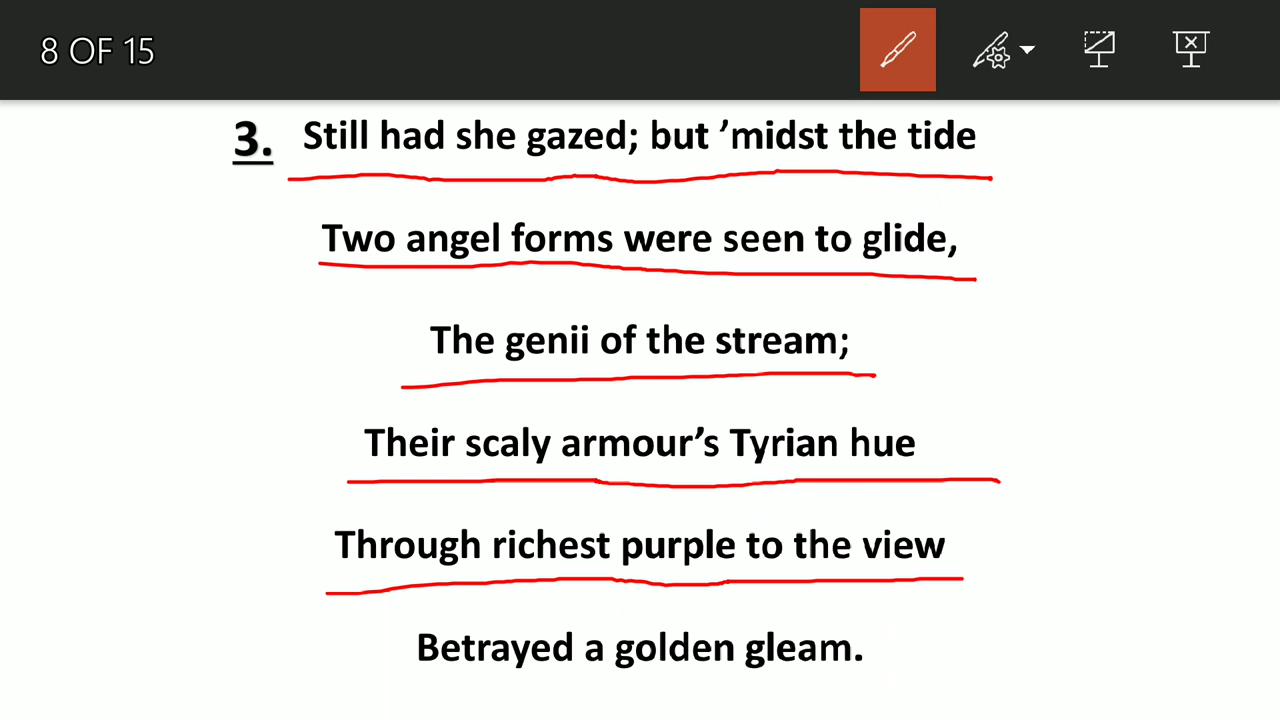 8 OF 15
3. Still had she gazed; but ’midst the tide
Two angel forms were seen to glide,
The genii of the stream;
Their scaly armour’s Tyrian hue
Through richest purple to the view
Betrayed a golden gleam.